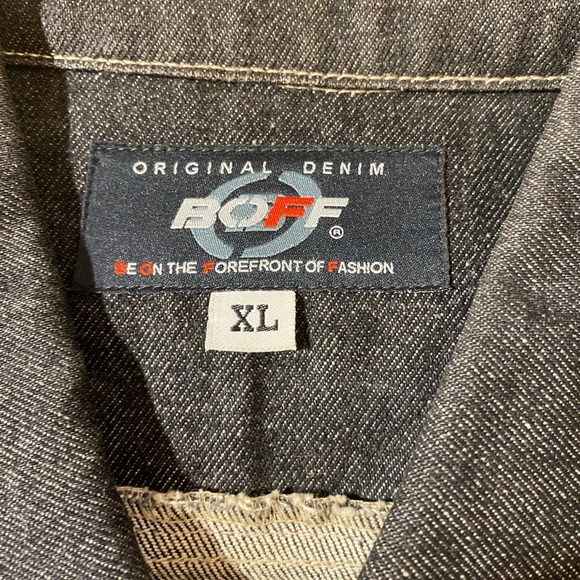 ORIGINAL DENIM
BOFF
®
BE ON THE FOREFRONT OF FASHION
XL